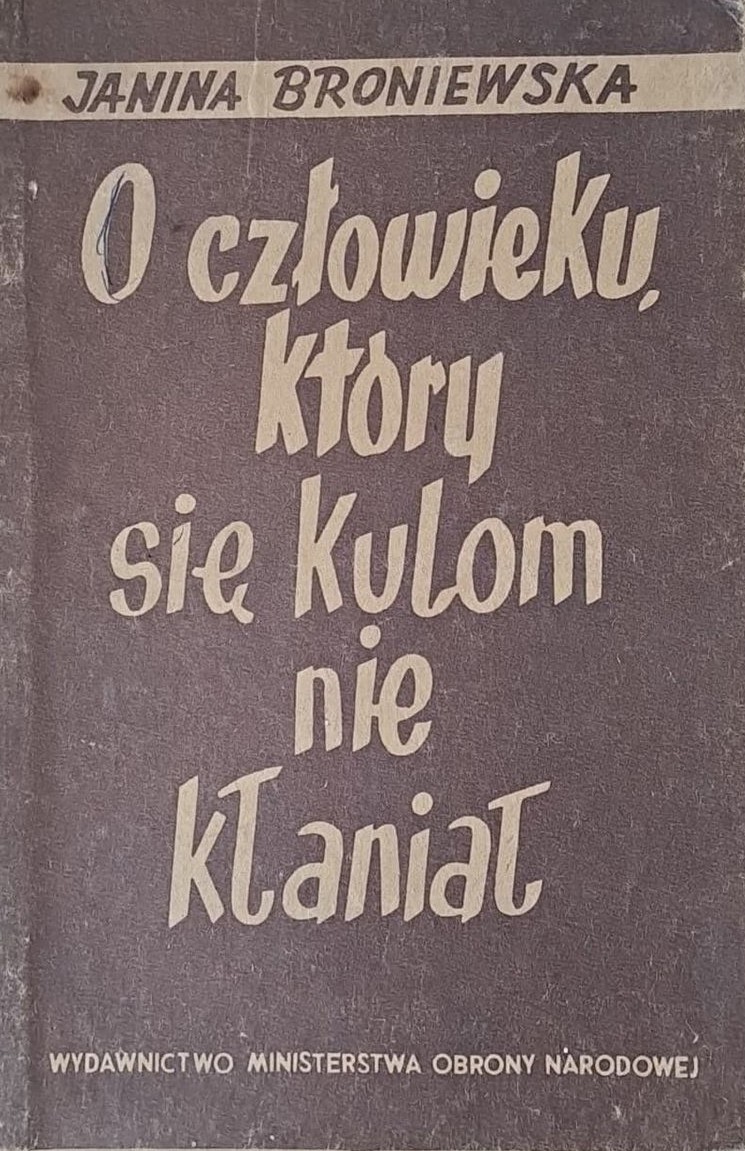 JANINA BRONIEWSKA
O człowieku,
który
się kulom
nie
kłaniał
WYDAWNICTWO MINISTERSTWA OBRONY NARODOWEJ